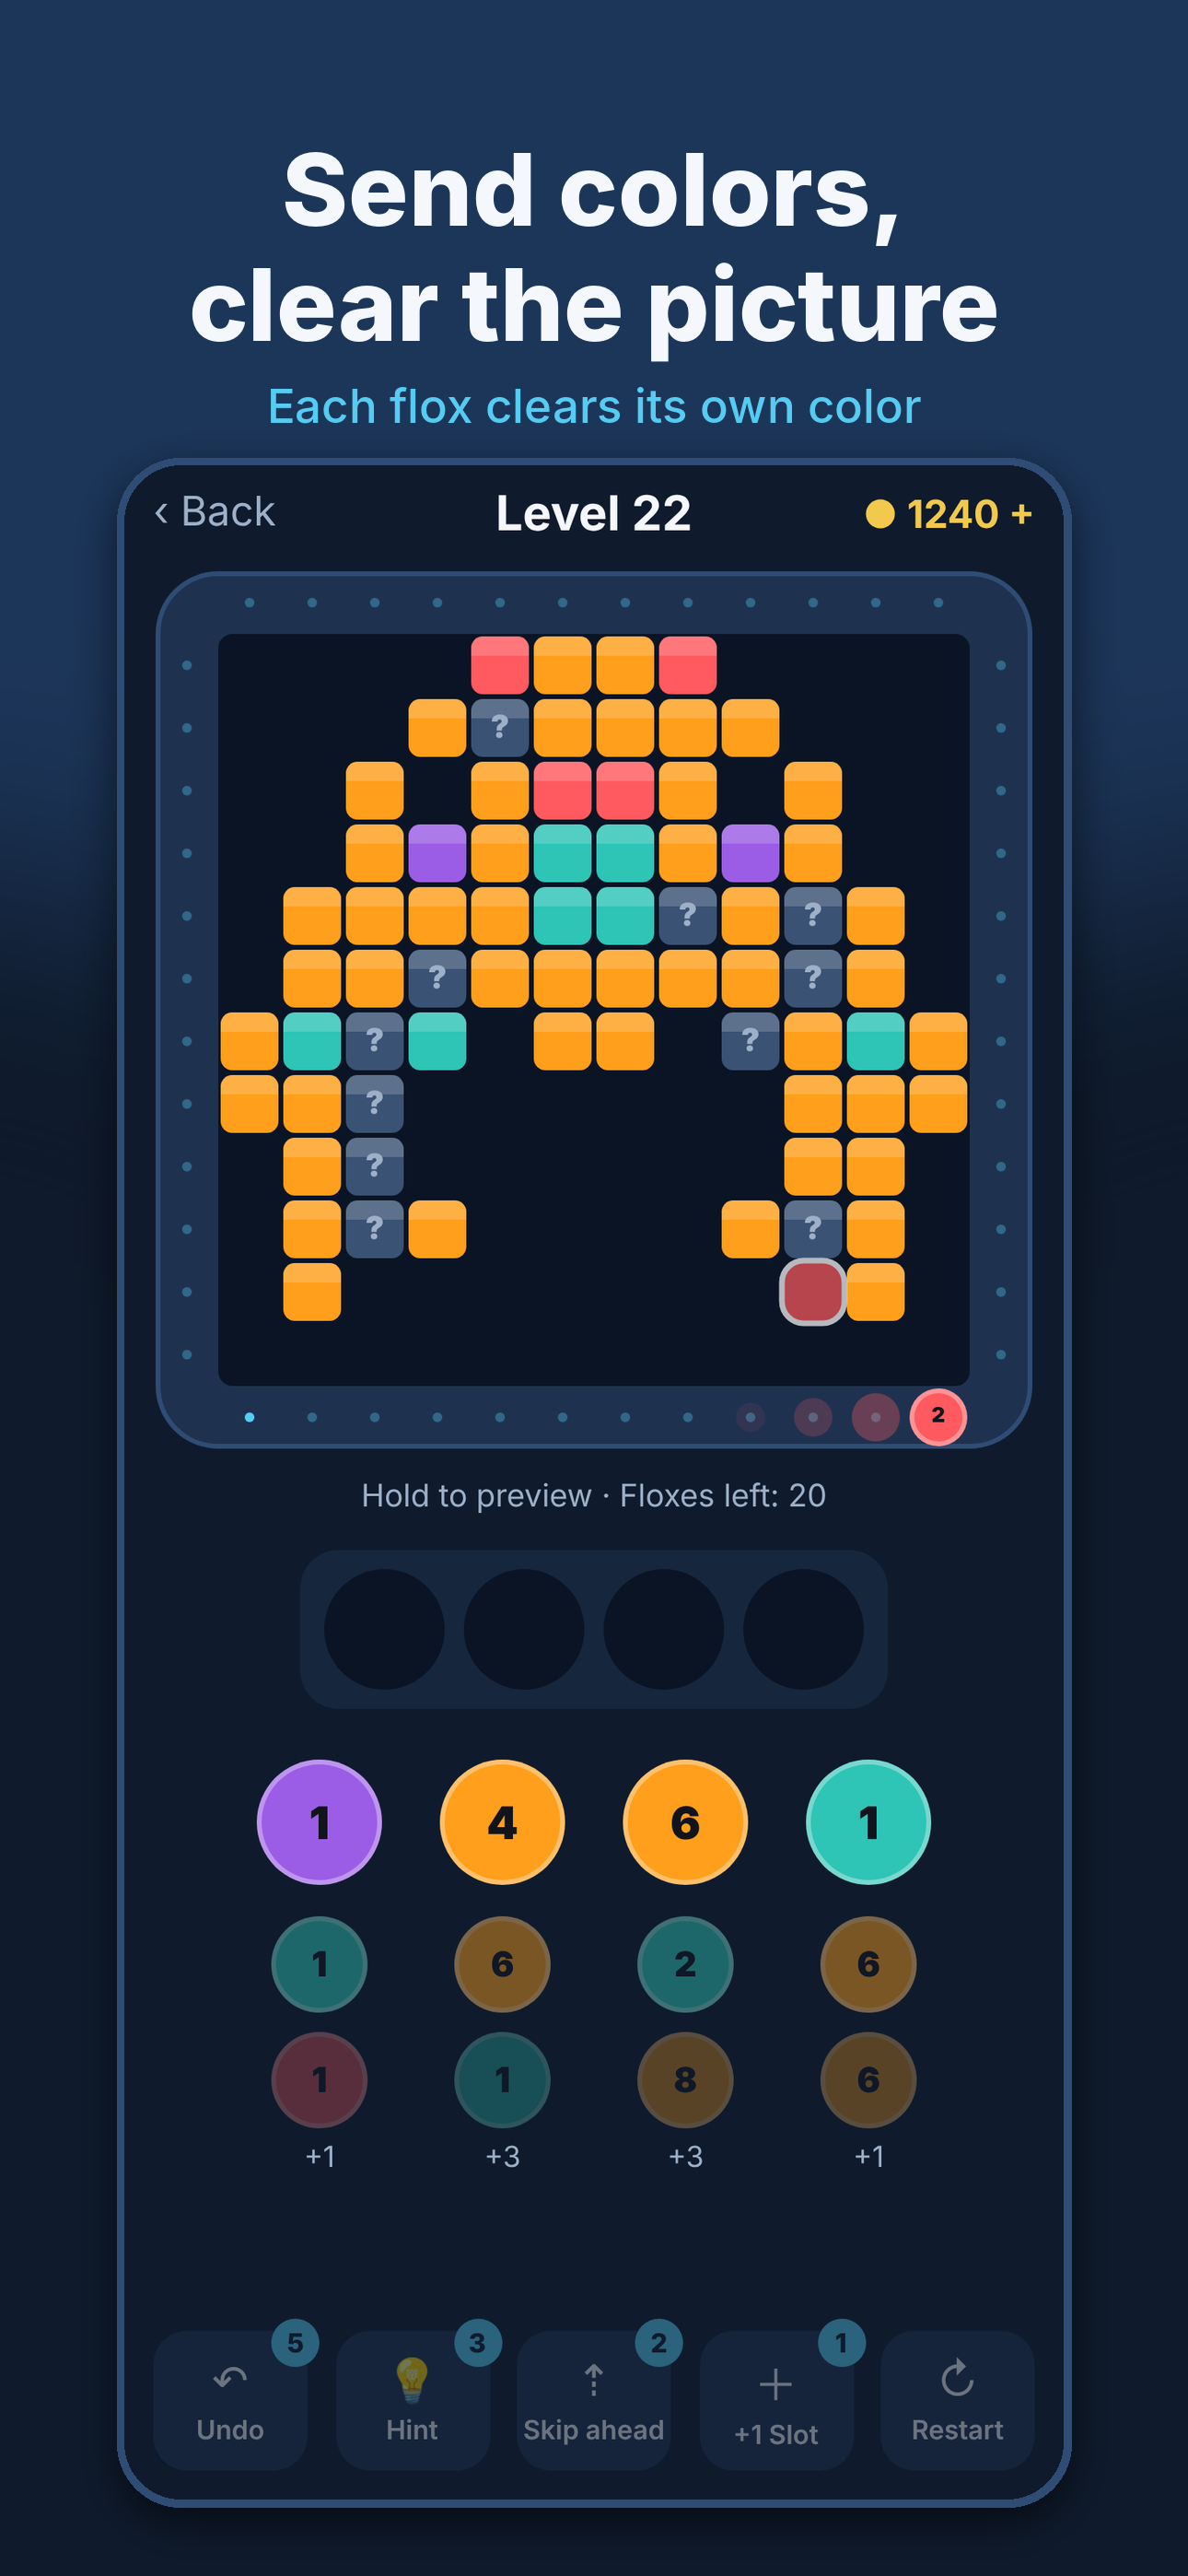 Send colors,
clear the picture
Each flox clears its own color
‹ Back
Level 22
1240 +
?
? ?
? ?
? ?
?
?
? ?
2
Hold to preview · Floxes left: 20
1 4 6 1
1 6 2 6
1 1 8 6
+1 +3 +3 +1
5 3 2 1
Undo Hint Skip ahead +1 Slot Restart